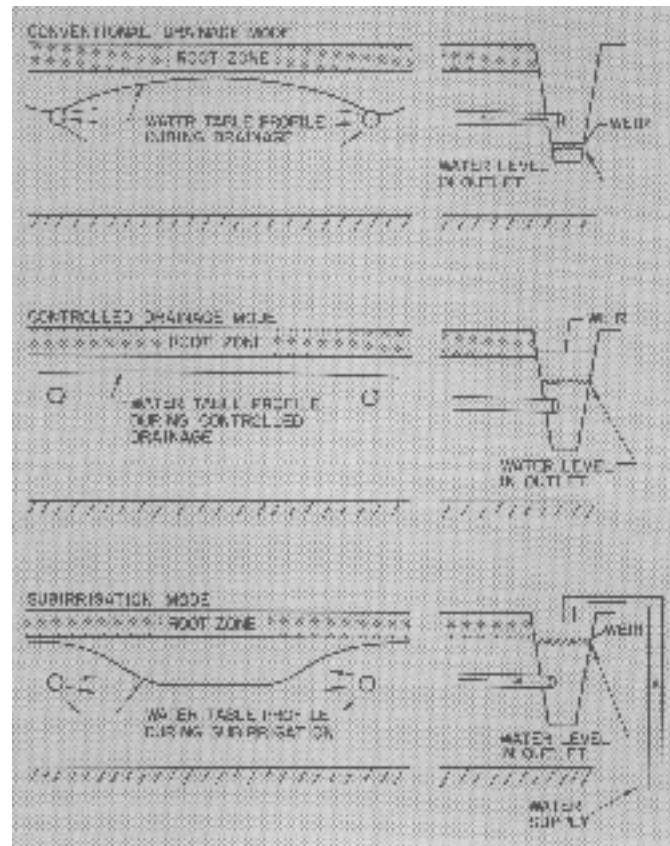 CONVENTIONAL DRAINAGE MODE
ROOT ZONE
WATER TABLE PROFILE
DURING DRAINAGE
WEIR
WATER LEVEL
IN OUTLET
CONTROLLED DRAINAGE MODE
ROOT ZONE
WEIR
WATER TABLE PROFILE
DURING CONTROLLED
DRAINAGE
WATER LEVEL
IN OUTLET
SUBIRRIGATION MODE
ROOT ZONE
WEIR
WATER TABLE PROFILE
DURING SUBIRRIGATION
WATER LEVEL
IN OUTLET
WATER
SUPPLY